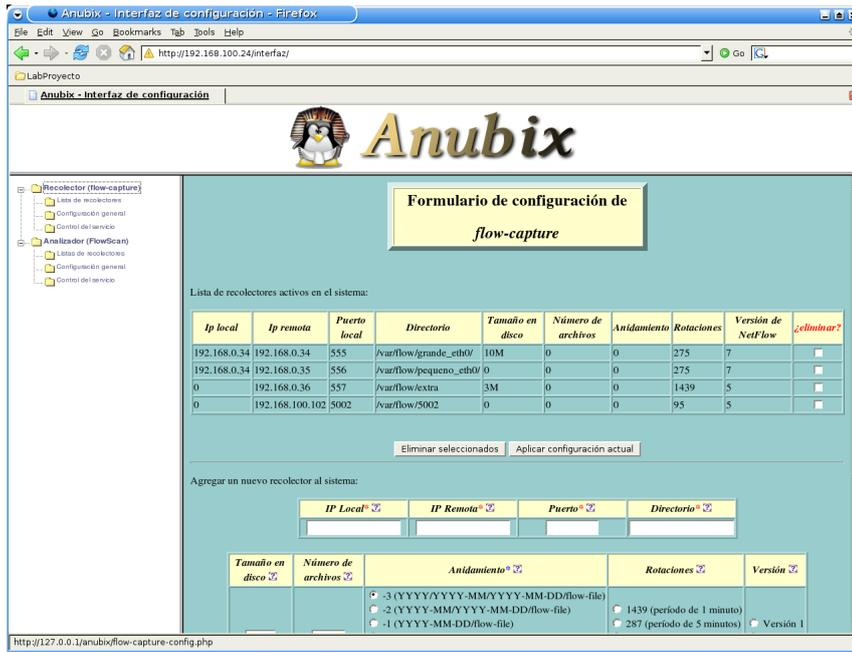 Anubix - Interfaz de configuración - Firefox
File Edit View Go Bookmarks Tab Tools Help
http://192.168.100.24/interfaz/ Go
LabProyecto
Anubix - Interfaz de configuración
Anubix
Recolector (flow-capture)
Lista de recolectores
Configuración general
Control del servicio
Analizador (FlowScan)
Listas de recolectores
Configuración general
Control del servicio
Formulario de configuración de
flow-capture
Lista de recolectores activos en el sistema:
Ip local Ip remota Puerto local Directorio Tamaño en disco Número de archivos Anidamiento Rotaciones Versión de NetFlow ¿eliminar?
192.168.0.34 192.168.0.34 555 /var/flow/grande_eth0/ 10M 0 0 275 7
192.168.0.34 192.168.0.35 556 /var/flow/pequeno_eth0/ 0 0 0 275 7
0 192.168.0.36 557 /var/flow/extra 3M 0 0 1439 5
0 192.168.100.102 5002 /var/flow/5002 0 0 0 95 5
Eliminar seleccionados Aplicar configuración actual
Agregar un nuevo recolector al sistema:
IP Local* ? IP Remota* ? Puerto* ? Directorio* ?
Tamaño en disco ? Número de archivos ? Anidamiento* ? Rotaciones ? Versión ?
-3 (YYYY/YYYY-MM/YYYY-MM-DD/flow-file)
-2 (YYYY-MM/YYYY-MM-DD/flow-file) 1439 (período de 1 minuto)
-1 (YYYY-MM-DD/flow-file) 287 (período de 5 minutos) Versión 1
http://127.0.0.1/anubix/flow-capture-config.php